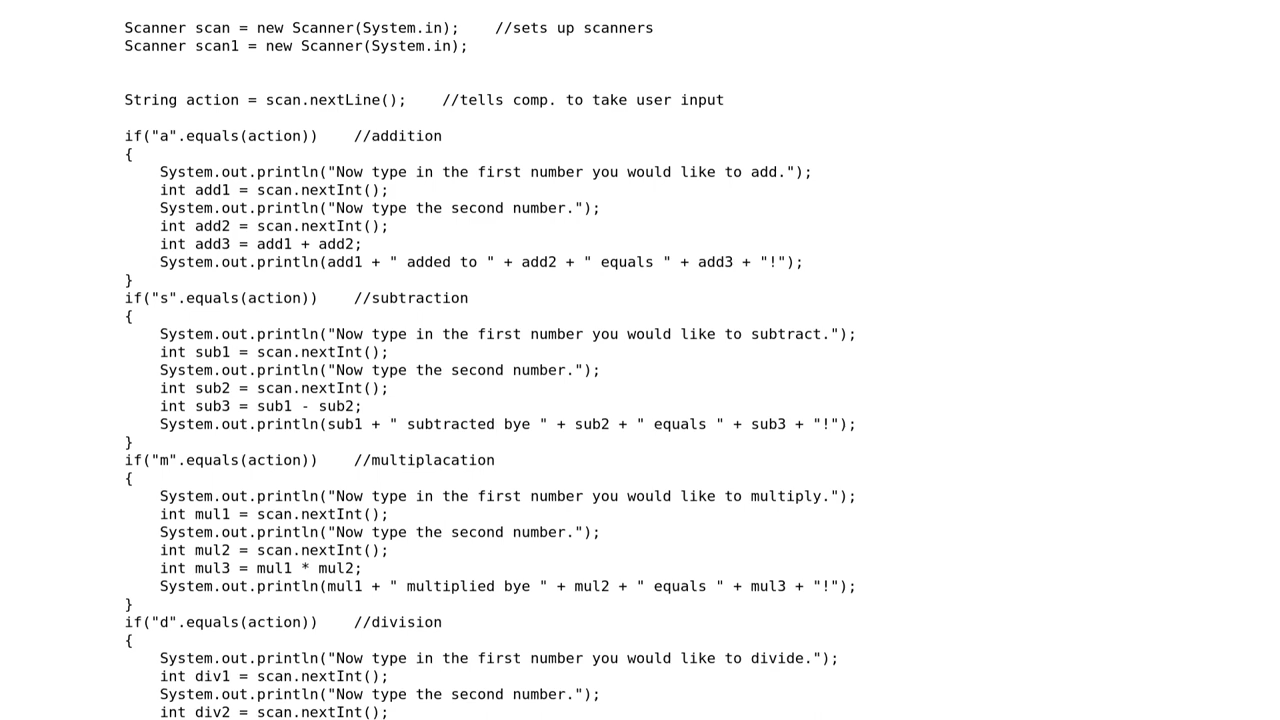 Scanner scan = new Scanner(System.in);    //sets up scanners
Scanner scan1 = new Scanner(System.in);
String action = scan.nextLine();    //tells comp. to take user input
if("a".equals(action))    //addition
{
    System.out.println("Now type in the first number you would like to add.");
    int add1 = scan.nextInt();
    System.out.println("Now type the second number.");
    int add2 = scan.nextInt();
    int add3 = add1 + add2;
    System.out.println(add1 + " added to " + add2 + " equals " + add3 + "!");
}
if("s".equals(action))    //subtraction
{
    System.out.println("Now type in the first number you would like to subtract.");
    int sub1 = scan.nextInt();
    System.out.println("Now type the second number.");
    int sub2 = scan.nextInt();
    int sub3 = sub1 - sub2;
    System.out.println(sub1 + " subtracted bye " + sub2 + " equals " + sub3 + "!");
}
if("m".equals(action))    //multiplacation
{
    System.out.println("Now type in the first number you would like to multiply.");
    int mul1 = scan.nextInt();
    System.out.println("Now type the second number.");
    int mul2 = scan.nextInt();
    int mul3 = mul1 * mul2;
    System.out.println(mul1 + " multiplied bye " + mul2 + " equals " + mul3 + "!");
}
if("d".equals(action))    //division
{
    System.out.println("Now type in the first number you would like to divide.");
    int div1 = scan.nextInt();
    System.out.println("Now type the second number.");
    int div2 = scan.nextInt();